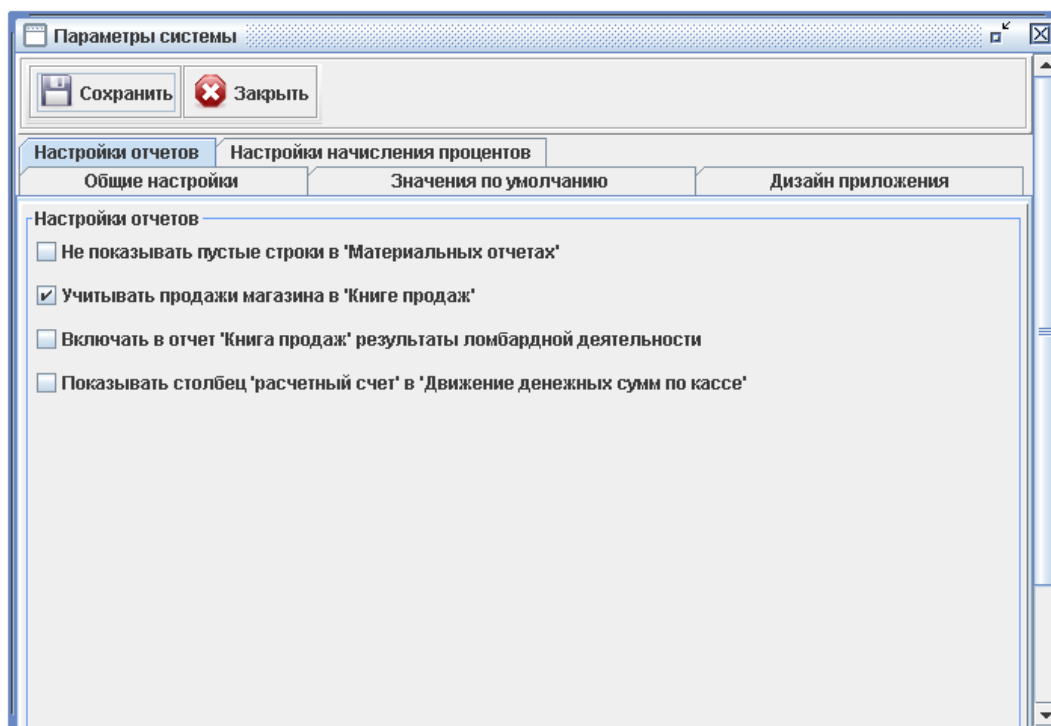 Параметры системы
Сохранить Закрыть
Настройки отчетов Настройки начисления процентов
Общие настройки Значения по умолчанию Дизайн приложения
Настройки отчетов
Не показывать пустые строки в 'Материальных отчетах'
Учитывать продажи магазина в 'Книге продаж'
Включать в отчет 'Книга продаж' результаты ломбардной деятельности
Показывать столбец 'расчетный счет' в 'Движение денежных сумм по кассе'